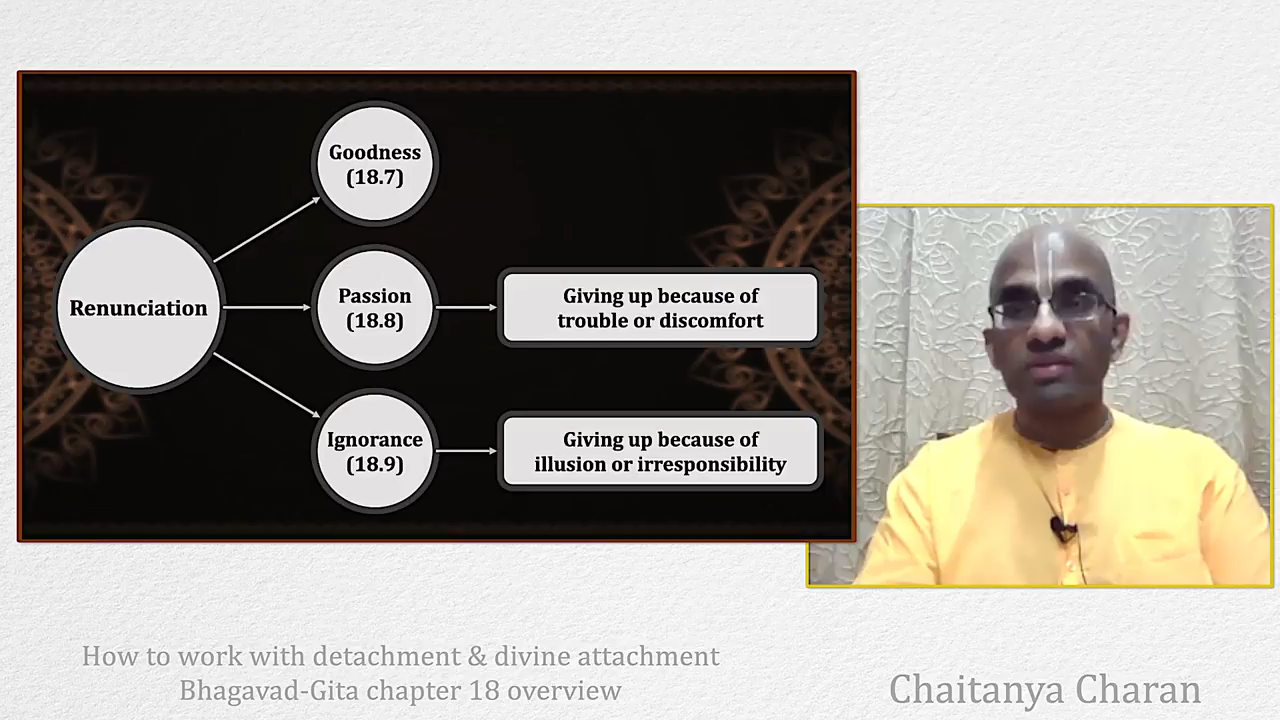 Goodness
(18.7)
Renunciation
Passion
(18.8)
Giving up because of
trouble or discomfort
Ignorance
(18.9)
Giving up because of
illusion or irresponsibility
How to work with detachment & divine attachment
Bhagavad-Gita chapter 18 overview
Chaitanya Charan